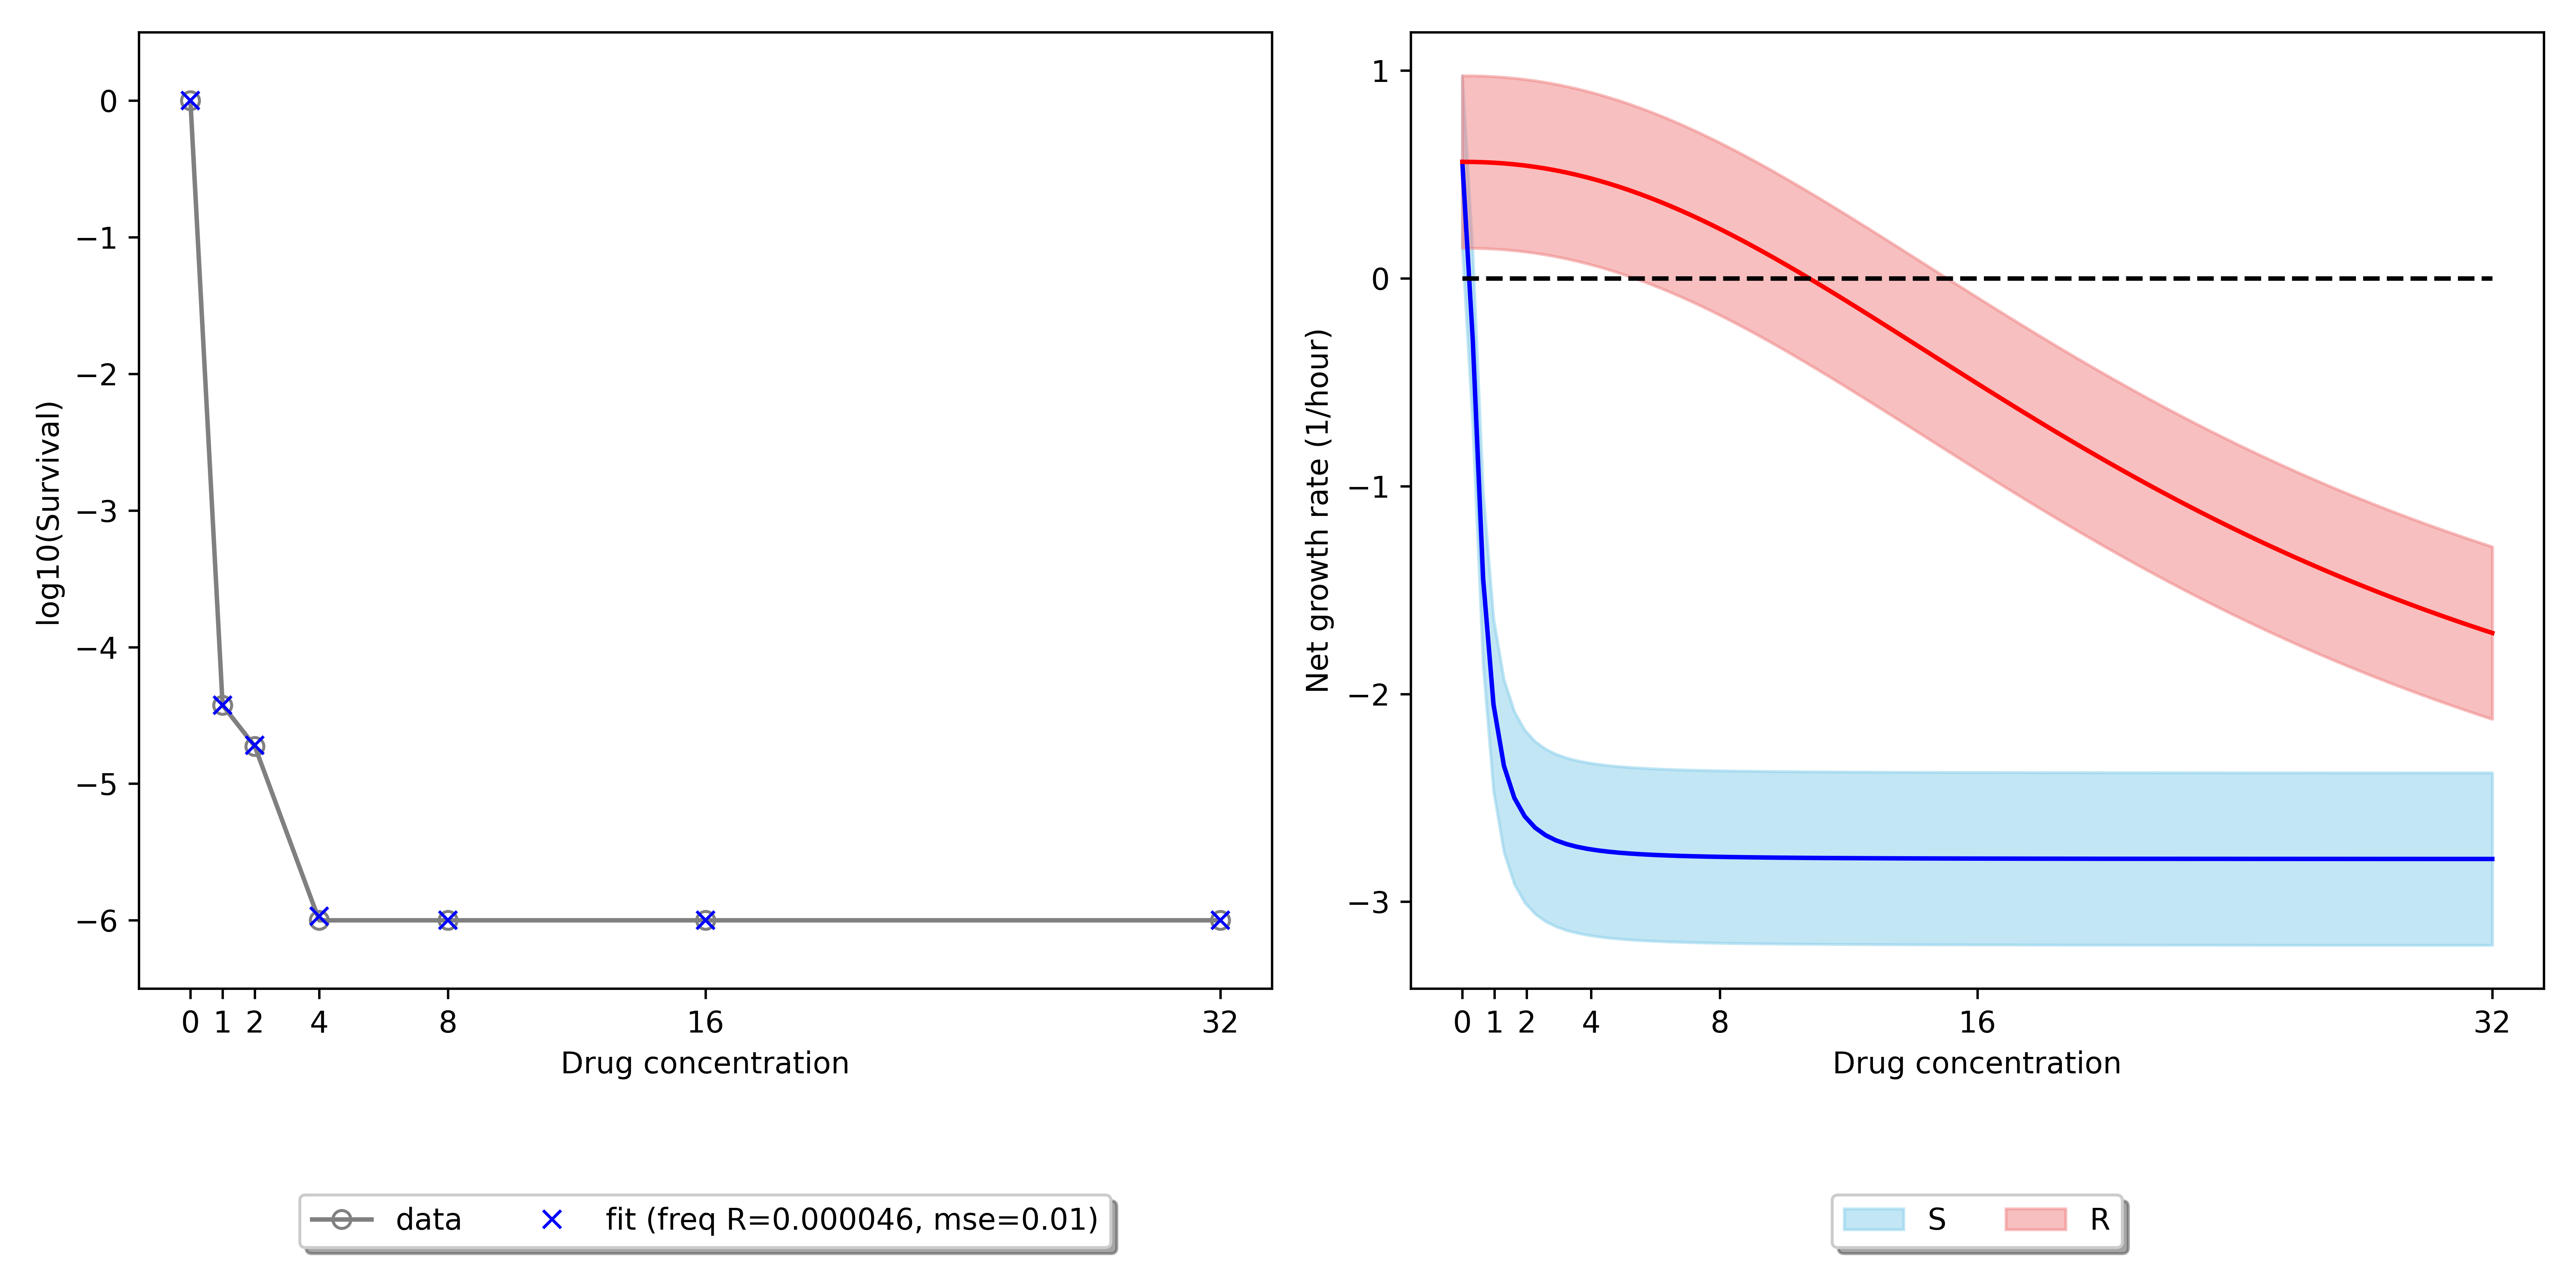 log10(Survival)
0
−1
−2
−3
−4
−5
−6
0 1 2 4 8 16 32
Drug concentration
data fit (freq R=0.000046, mse=0.01)
Net growth rate (1/hour)
1
0
−1
−2
−3
0 1 2 4 8 16 32
Drug concentration
S R